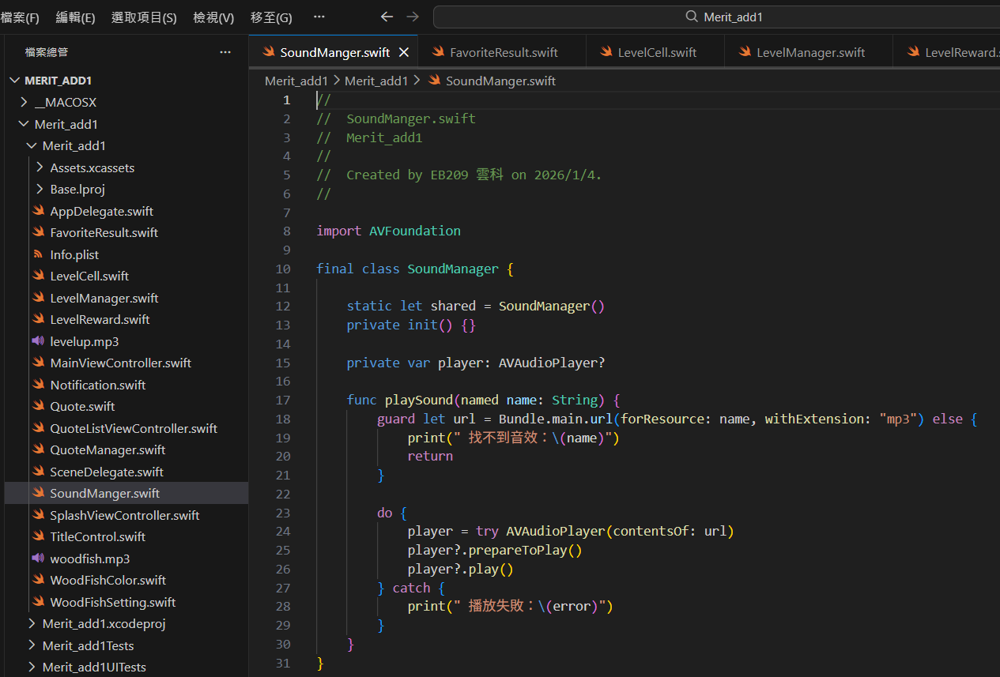 檔案(F) 編輯(E) 選取項目(S) 檢視(V) 移至(G) ··· ← → Merit_add1
檔案總管 ···
MERIT_ADD1
__MACOSX
Merit_add1
Merit_add1
Assets.xcassets
Base.lproj
AppDelegate.swift
FavoriteResult.swift
Info.plist
LevelCell.swift
LevelManager.swift
LevelReward.swift
levelup.mp3
MainViewController.swift
Notification.swift
Quote.swift
QuoteListViewController.swift
QuoteManager.swift
SceneDelegate.swift
SoundManger.swift
SplashViewController.swift
TitleControl.swift
woodfish.mp3
WoodFishColor.swift
WoodFishSetting.swift
Merit_add1.xcodeproj
Merit_add1Tests
Merit_add1UITests
SoundManger.swift FavoriteResult.swift LevelCell.swift LevelManager.swift LevelReward.
Merit_add1 > Merit_add1 > SoundManger.swift
1 //
2 //  SoundManger.swift
3 //  Merit_add1
4 //
5 //  Created by EB209 雲科 on 2026/1/4.
6 //
7
8 import AVFoundation
9
10 final class SoundManager {
11
12     static let shared = SoundManager()
13     private init() {}
14
15     private var player: AVAudioPlayer?
16
17     func playSound(named name: String) {
18         guard let url = Bundle.main.url(forResource: name, withExtension: "mp3") else {
19             print(" 找不到音效：\(name)")
20             return
21         }
22
23         do {
24             player = try AVAudioPlayer(contentsOf: url)
25             player?.prepareToPlay()
26             player?.play()
27         } catch {
28             print(" 播放失敗：\(error)")
29         }
30     }
31 }